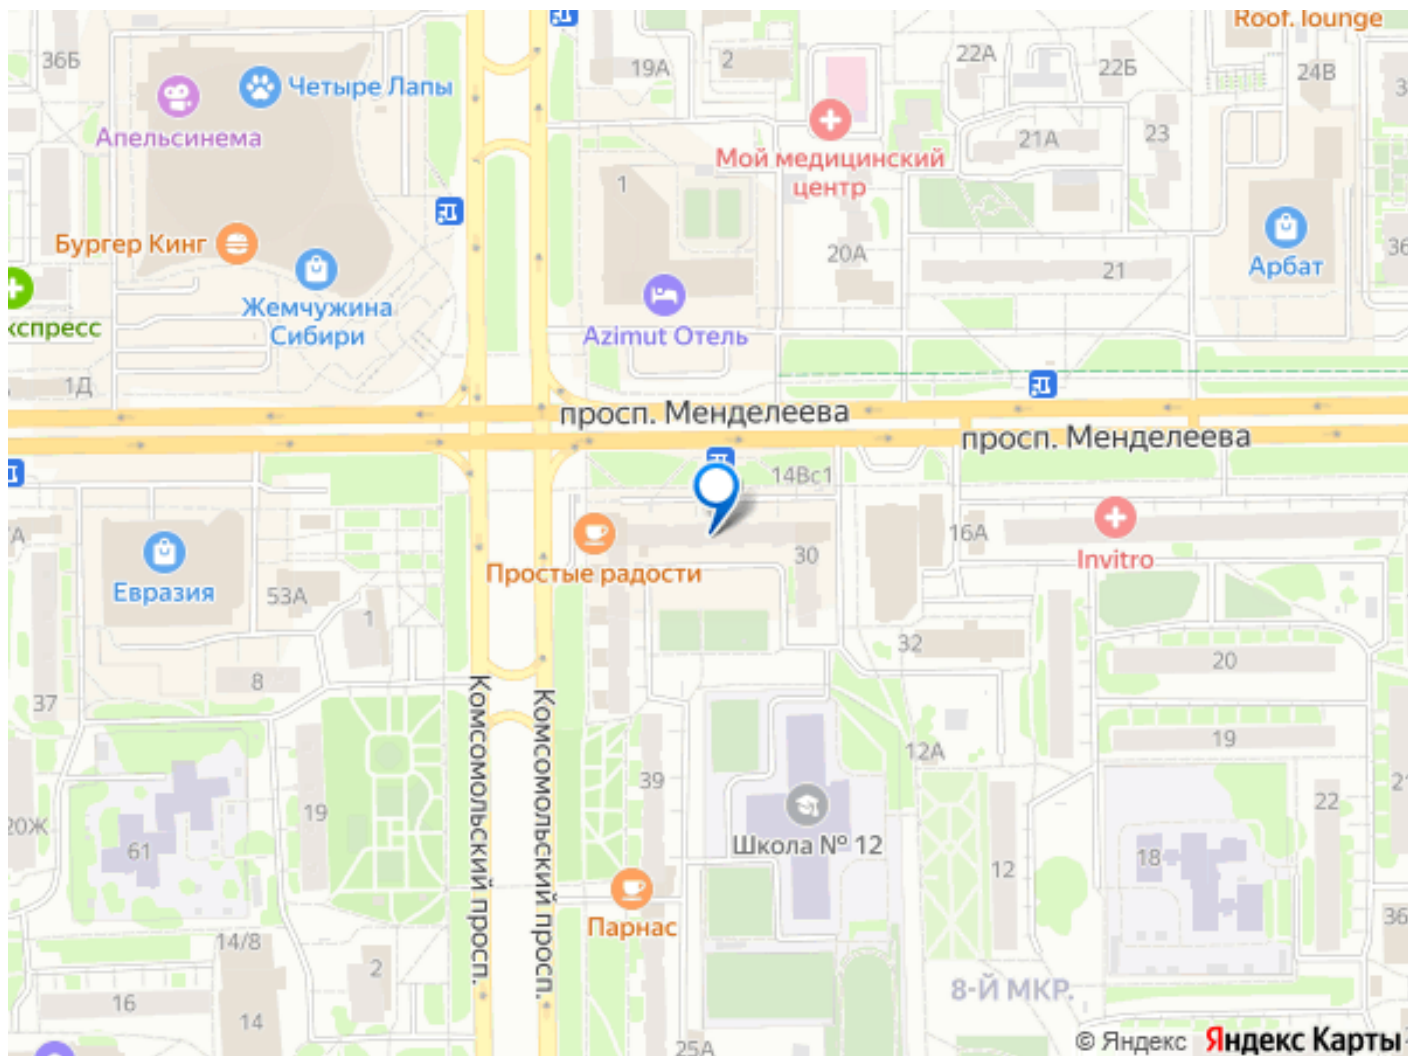 Roof. lounge
36Б
Четыре Лапы
19А
2
22А
22Б
24В
Апельсинема
Мой медицинский
центр
21А
23
1
Бургер Кинг
20А
21
Арбат
36
Жемчужина
Сибири
Azimut Отель
кспресс
1Д
просп. Менделеева
просп. Менделеева
14Вс1
16А
Invitro
Простые радости
30
Евразия
53А
1
32
20
8
37
Комсомольский просп.
Комсомольский просп.
19
12А
39
22
19
20Ж
61
Школа № 12
18
12
Парнас
36
14/8
2
16
14
8-Й МКР.
25А
© Яндекс Яндекс Карты